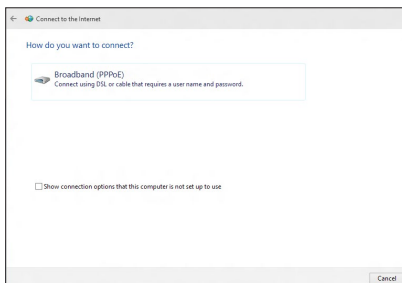 Connect to the Internet
How do you want to connect?
Broadband (PPPoE)
Connect using DSL or cable that requires a user name and password.
Show connection options that this computer is not set up to use
Cancel